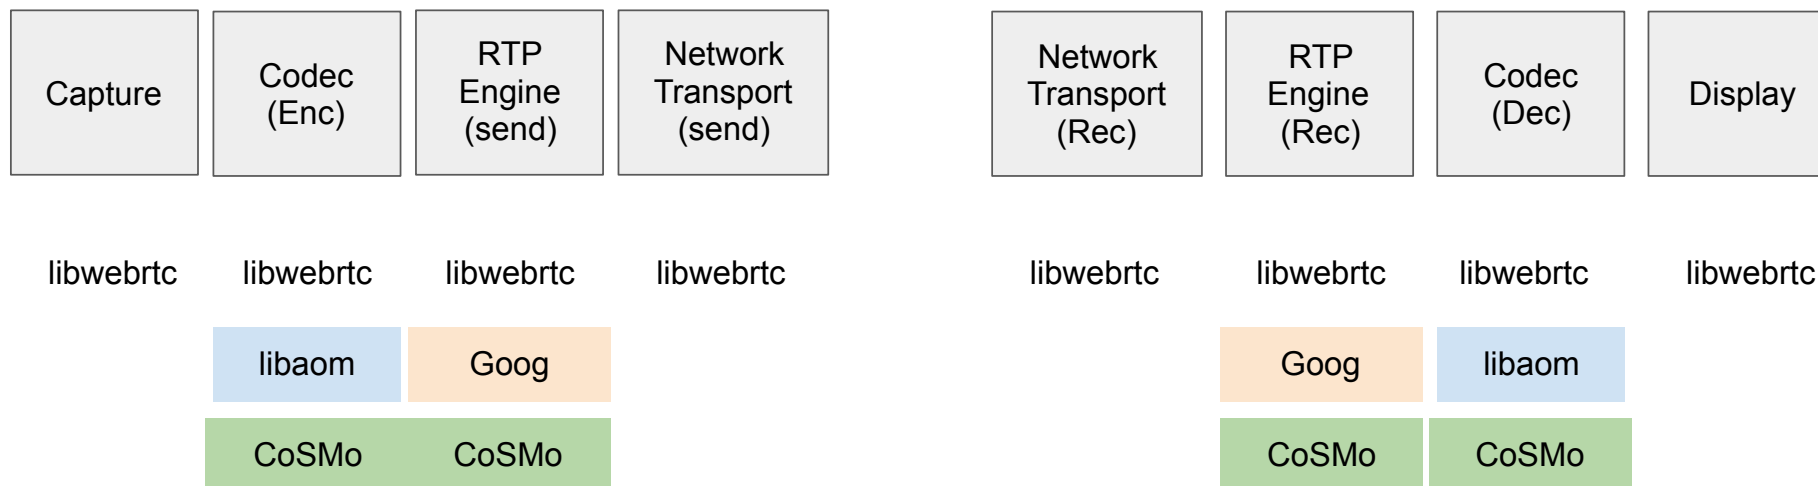 Capture
Codec
(Enc)
RTP
Engine
(send)
Network
Transport
(send)
Network
Transport
(Rec)
RTP
Engine
(Rec)
Codec
(Dec)
Display
libwebrtc libwebrtc libwebrtc libwebrtc libwebrtc libwebrtc libwebrtc libwebrtc
libaom Goog Goog libaom
CoSMo CoSMo CoSMo CoSMo